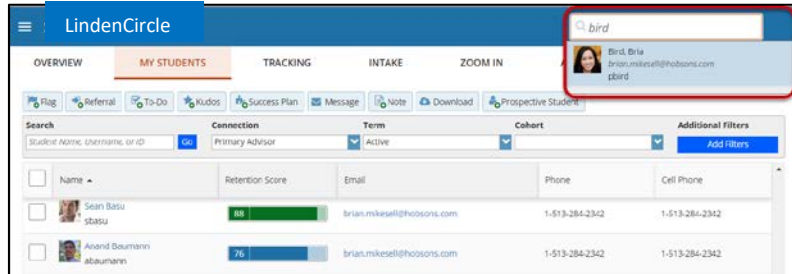 LindenCircle
bird
Bird, Bria
brian.mikesell@hobsons.com
pbird
OVERVIEW MY STUDENTS TRACKING INTAKE ZOOM IN
Flag Referral To-Do Kudos Success Plan Message Note Download Prospective Student
Search Connection Term Cohort Additional Filters
Student Name, Username, or ID Go Primary Advisor Active Add Filters
Name Retention Score Email Phone Cell Phone
Sean Basu
sbasu
88 brian.mikesell@hobsons.com 1-513-284-2342 1-513-284-2342
Anand Baumann
abaumann
76 brian.mikesell@hobsons.com 1-513-284-2342 1-513-284-2342